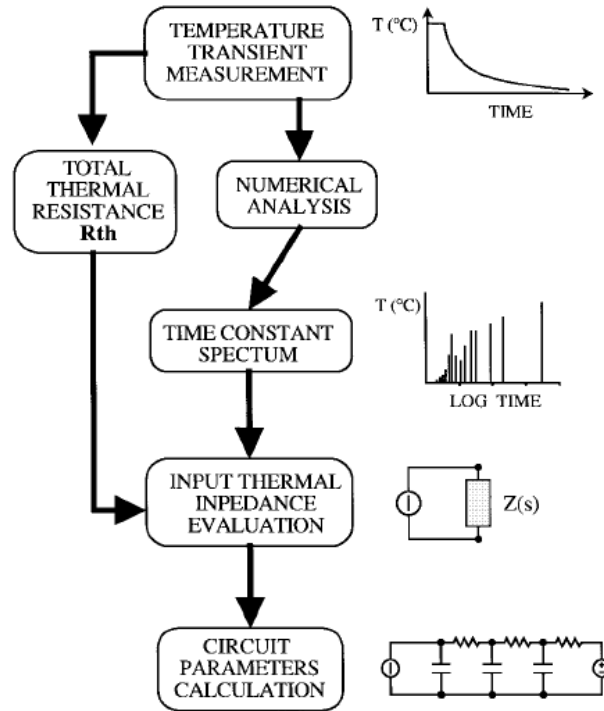 TEMPERATURE
TRANSIENT
MEASUREMENT
T (°C)
TIME
TOTAL
THERMAL
RESISTANCE
Rth
NUMERICAL
ANALYSIS
TIME CONSTANT
SPECTUM
T (°C)
LOG TIME
INPUT THERMAL
IMPEDANCE
EVALUATION
Z(s)
CIRCUIT
PARAMETERS
CALCULATION